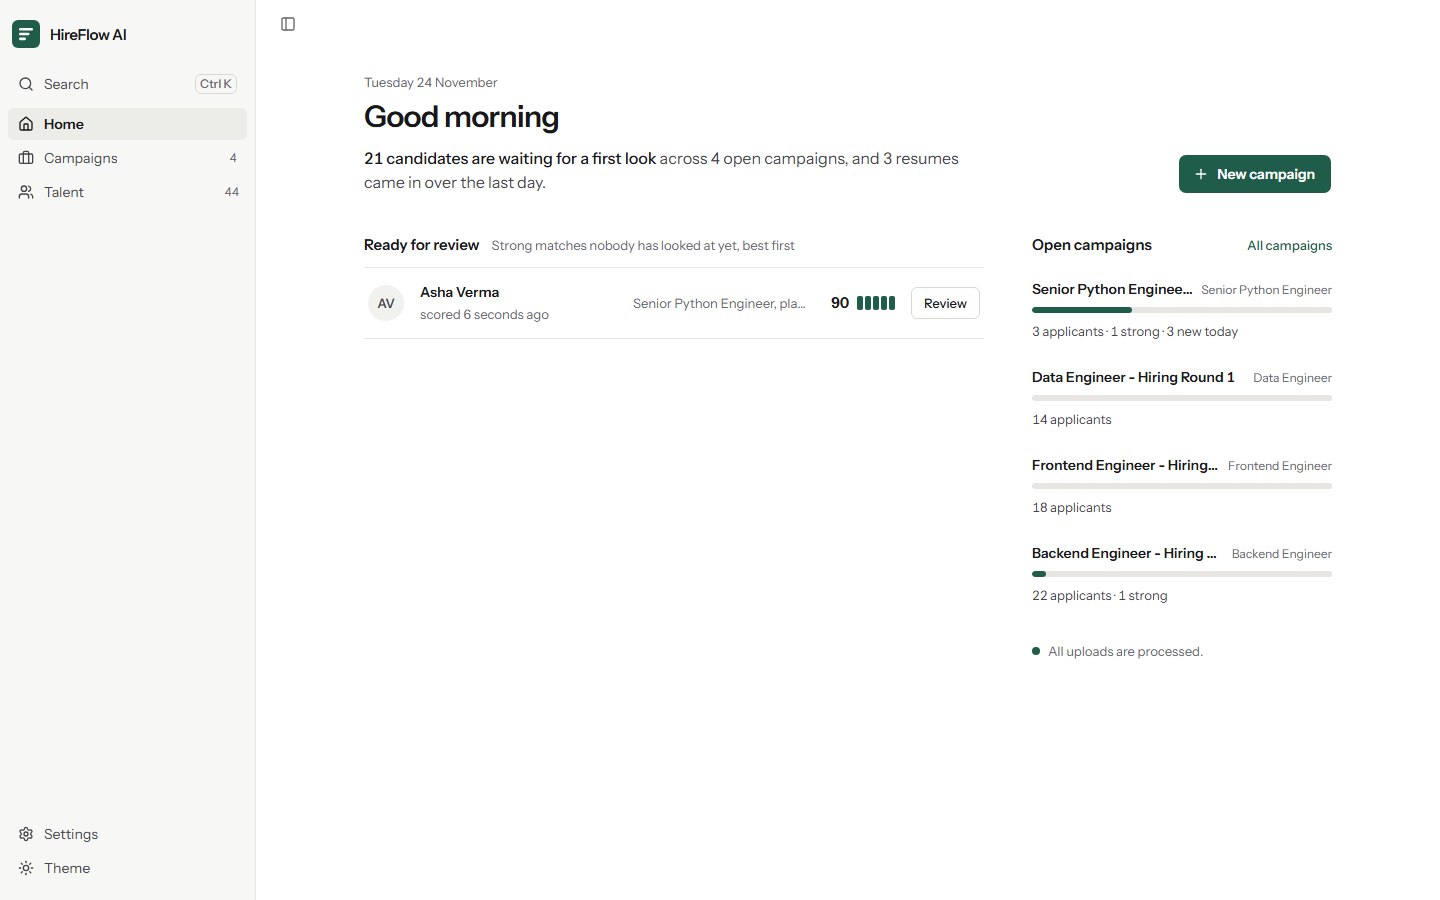 HireFlow AI
Search
Ctrl K
Home
Campaigns 4
Talent 44
Settings
Theme
Tuesday 24 November
Good morning
21 candidates are waiting for a first look across 4 open campaigns, and 3 resumes
came in over the last day.
New campaign
Ready for review Strong matches nobody has looked at yet, best first
AV
Asha Verma
scored 6 seconds ago
Senior Python Engineer, pla...
90
Review
Open campaigns All campaigns
Senior Python Enginee... Senior Python Engineer
3 applicants · 1 strong · 3 new today
Data Engineer - Hiring Round 1 Data Engineer
14 applicants
Frontend Engineer - Hiring... Frontend Engineer
18 applicants
Backend Engineer - Hiring ... Backend Engineer
22 applicants · 1 strong
All uploads are processed.